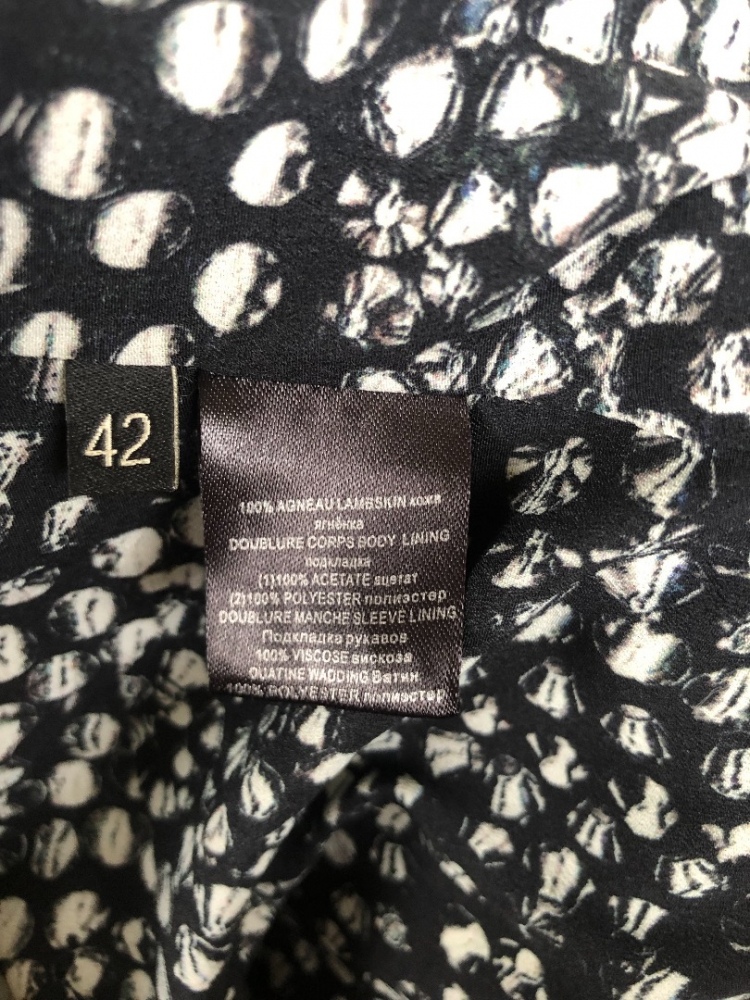 42
100% AGNEAU LAMBSKIN кожа
ягнёнка
DOUBLURE CORPS BODY LINING
подкладка
(1)100% ACETATE ацетат
(2)100% POLYESTER полиэстер
DOUBLURE MANCHE SLEEVE LINING
Подкладка рукавов
100% VISCOSE вискоза
OUATINE WADDING Ватин
100% POLYESTER полиэстер